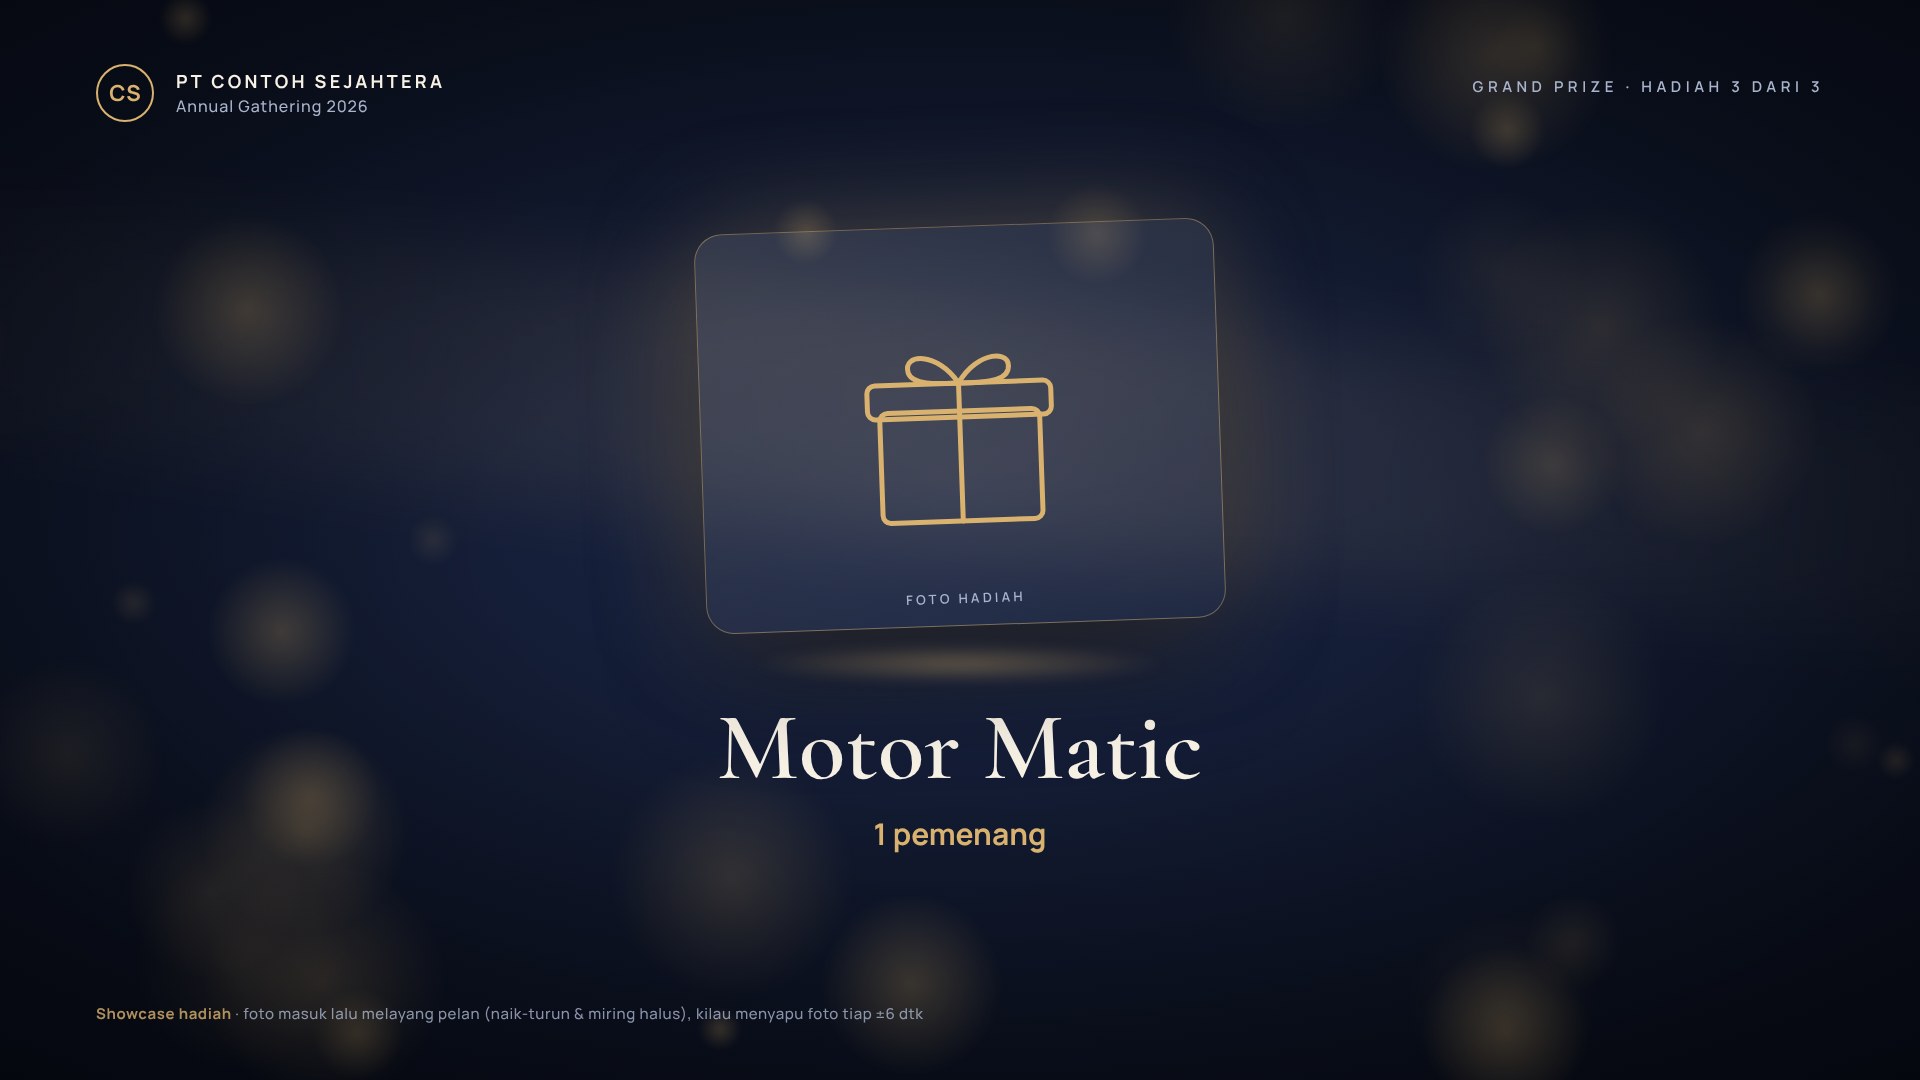 CS
PT CONTOH SEJAHTERA
Annual Gathering 2026
GRAND PRIZE · HADIAH 3 DARI 3
FOTO HADIAH
Motor Matic
1 pemenang
Showcase hadiah · foto masuk lalu melayang pelan (naik-turun & miring halus), kilau menyapu foto tiap ±6 dtk